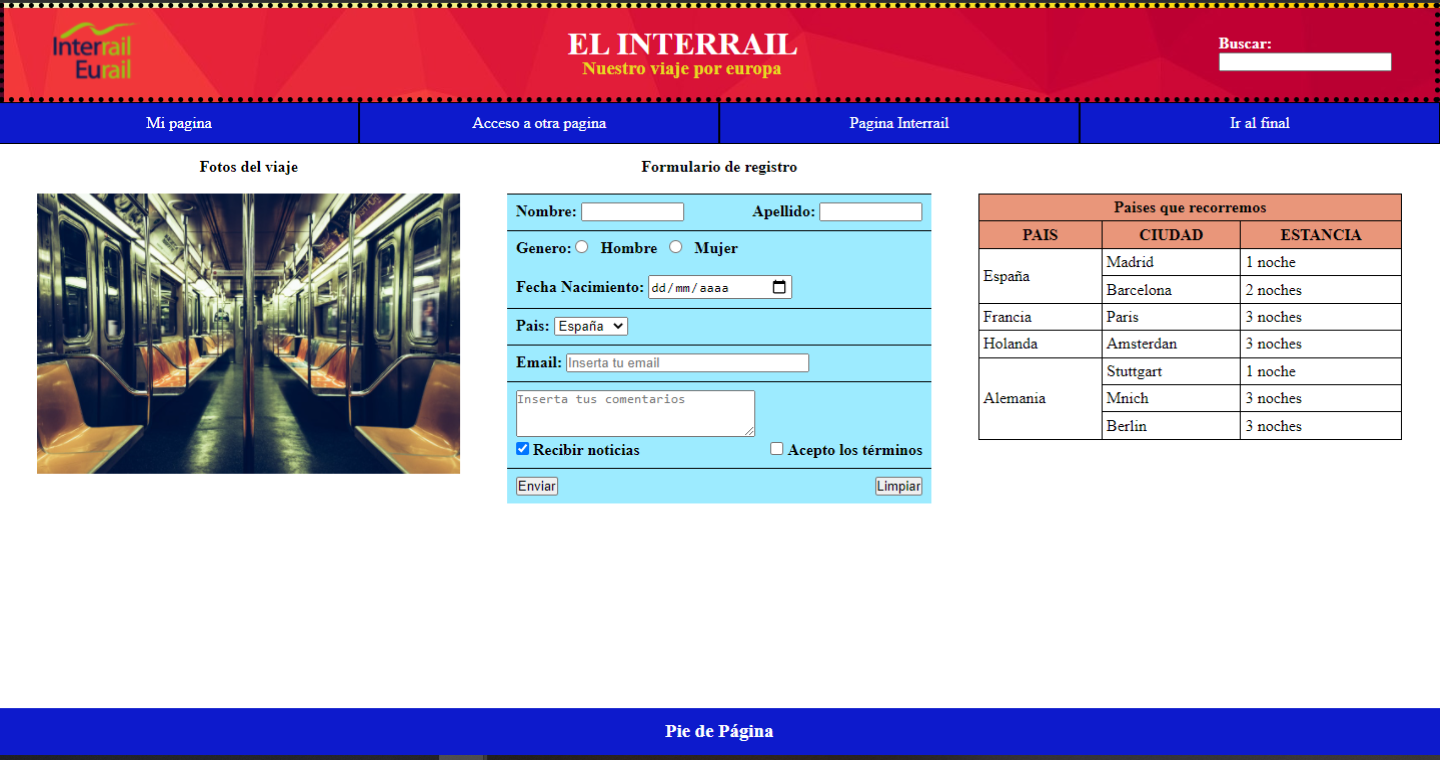 Interrail
Eurail
EL INTERRAIL
Nuestro viaje por europa
Buscar:
Mi pagina
Acceso a otra pagina
Pagina Interrail
Ir al final
Fotos del viaje
Formulario de registro
Nombre: Apellido:
Genero: Hombre Mujer
Fecha Nacimiento: dd/mm/aaaa
Pais: España
Email: Inserta tu email
Inserta tus comentarios
Recibir noticias Acepto los términos
Enviar Limpiar
Paises que recorremos
PAIS CIUDAD ESTANCIA
España Madrid 1 noche
Barcelona 2 noches
Francia Paris 3 noches
Holanda Amsterdan 3 noches
Alemania Stuttgart 1 noche
Mnich 3 noches
Berlin 3 noches
Pie de Página